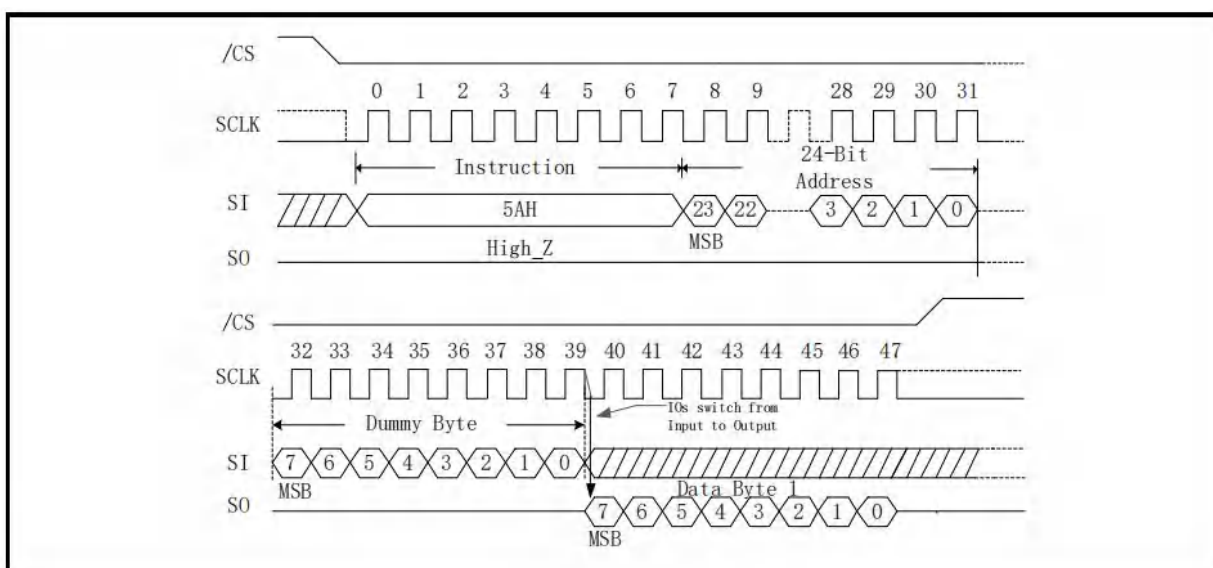 /CS
0 1 2 3 4 5 6 7 8 9 28 29 30 31
SCLK
Instruction 24-Bit
Address
SI 5AH 23 22 3 2 1 0
MSB
High_Z
SO
/CS
32 33 34 35 36 37 38 39 40 41 42 43 44 45 46 47
SCLK
Dummy Byte IOs switch from
Input to Output
SI 7 6 5 4 3 2 1 0
MSB Data Byte 1
SO 7 6 5 4 3 2 1 0
MSB